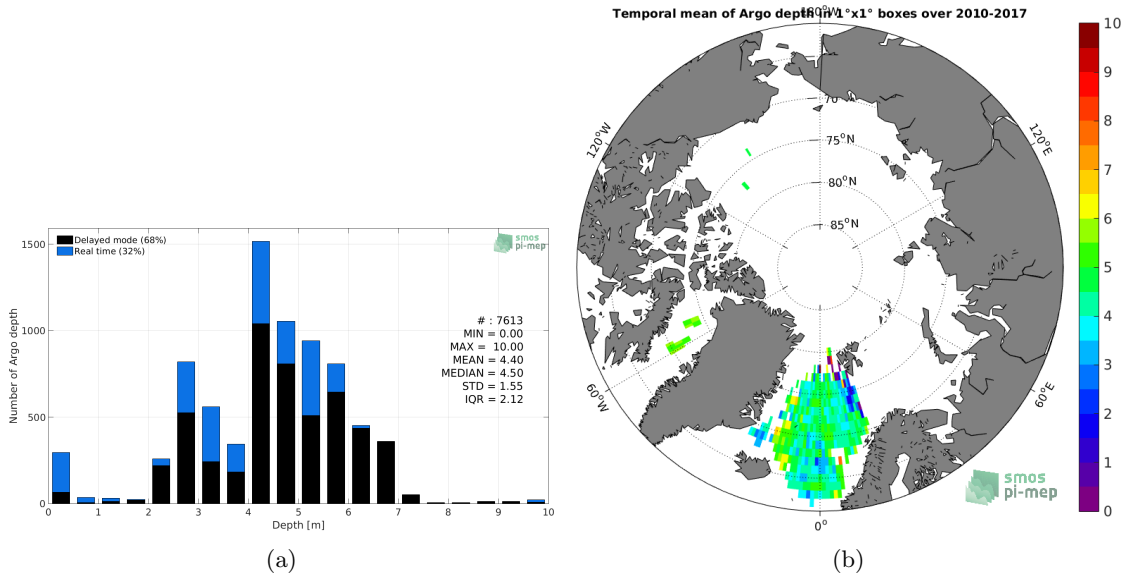 Delayed mode (68%)
Real time (32%)
smos
pi-mep
# : 7613
MIN = 0.00
MAX = 10.00
MEAN = 4.40
MEDIAN = 4.50
STD = 1.55
IQR = 2.12
Number of Argo depth
1500
1000
500
0
0 1 2 3 4 5 6 7 8 9 10
Depth [m]
(a)
Temporal mean of Argo depth in 1°x1° boxes over 2010-2017
180°W
120°W
120°E
60°W
60°E
0°
70
75°N
80°N
85°N
smos
pi-mep
10
9
8
7
6
5
4
3
2
1
0
(b)